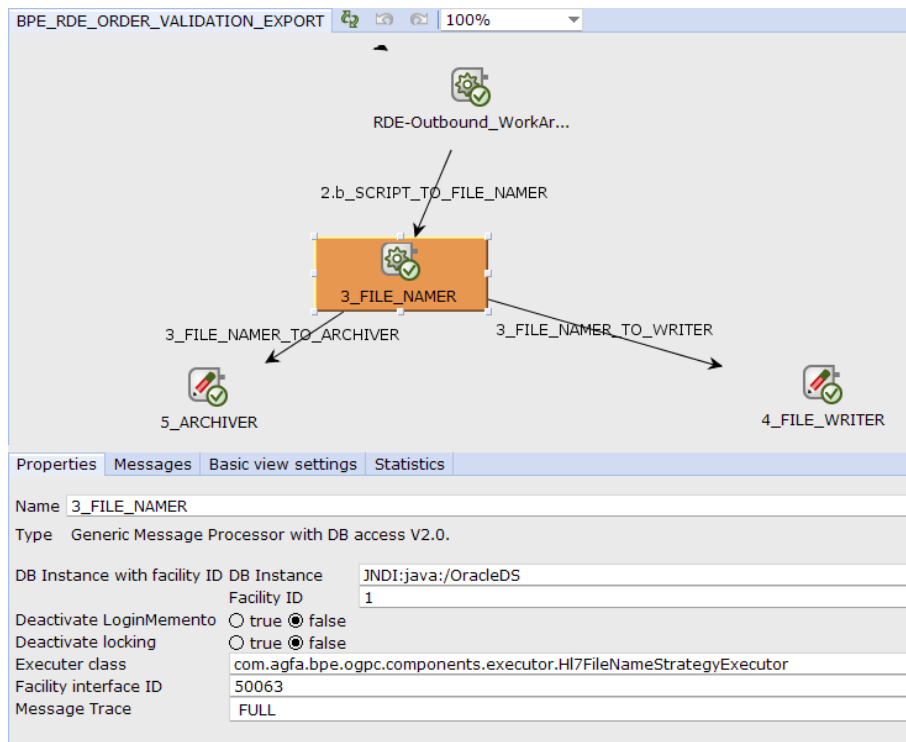 BPE_RDE_ORDER_VALIDATION_EXPORT 100%
RDE-Outbound_WorkAr...
2.b_SCRIPT_TO_FILE_NAMER
3_FILE_NAMER
3_FILE_NAMER_TO_ARCHIVER 3_FILE_NAMER_TO_WRITER
5_ARCHIVER 4_FILE_WRITER
Properties Messages Basic view settings Statistics
Name 3_FILE_NAMER
Type Generic Message Processor with DB access V2.0.
DB Instance with facility ID DB Instance JNDI:java:/OracleDS
Facility ID 1
Deactivate LoginMemento true false
Deactivate locking true false
Executer class com.agfa.bpe.ogpc.components.executor.Hl7FileNameStrategyExecutor
Facility interface ID 50063
Message Trace FULL